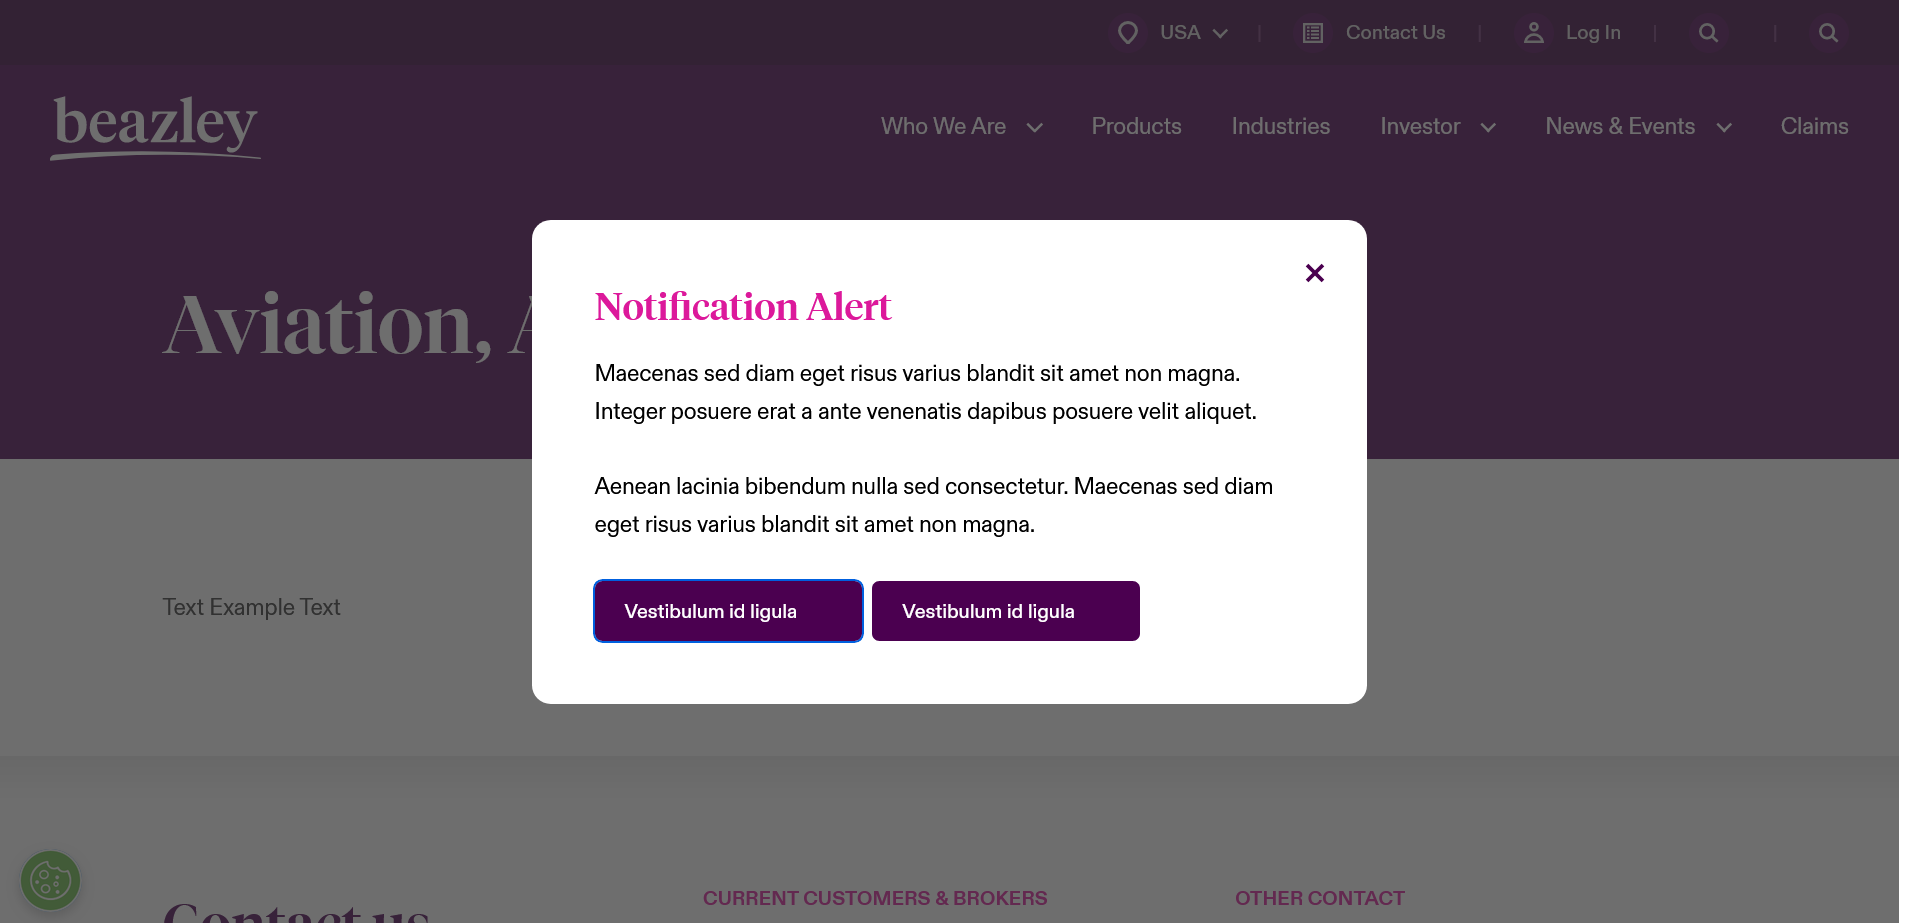 USA
Contact Us
Log In
beazley
Who We Are
Products
Industries
Investor
News & Events
Claims
Aviation,
Notification Alert
Maecenas sed diam eget risus varius blandit sit amet non magna.
Integer posuere erat a ante venenatis dapibus posuere velit aliquet.
Aenean lacinia bibendum nulla sed consectetur. Maecenas sed diam
eget risus varius blandit sit amet non magna.
Vestibulum id ligula
Vestibulum id ligula
Text Example Text
Contact us
CURRENT CUSTOMERS & BROKERS
OTHER CONTACT